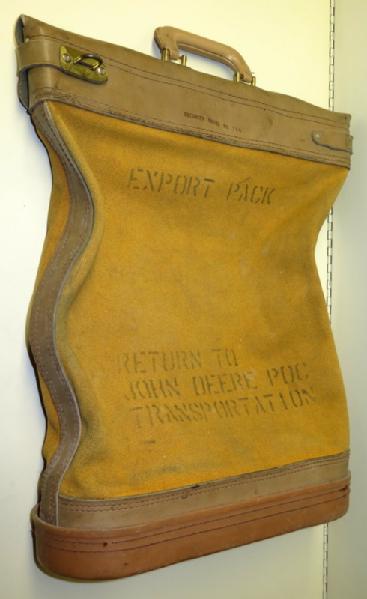 EXPORT PACK
RETURN TO
JOHN DEERE PDC
TRANSPORTATION